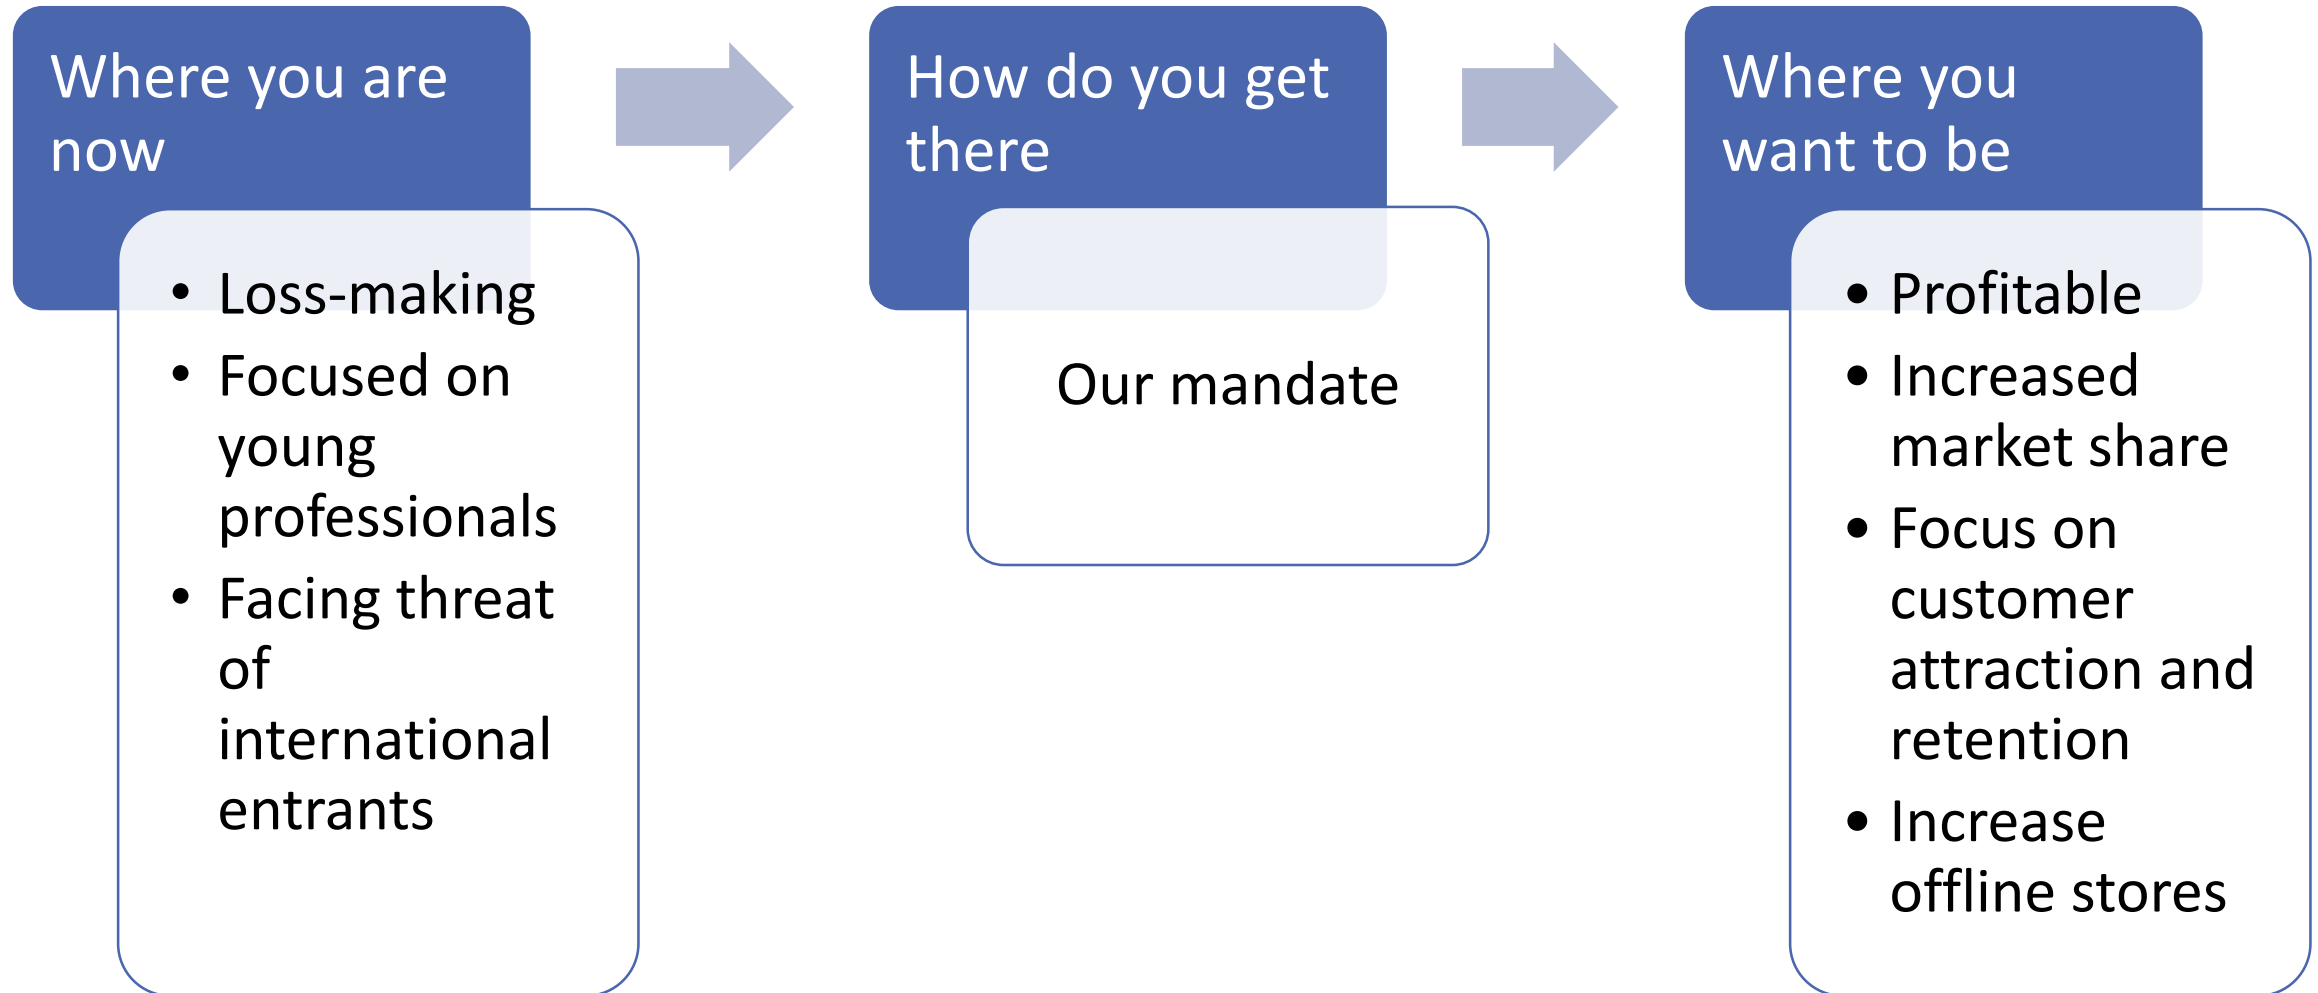 Where you are
now
• Loss-making
• Focused on
young
professionals
• Facing threat
of
international
entrants
How do you get
there
Our mandate
Where you
want to be
• Profitable
• Increased
market share
• Focus on
customer
attraction and
retention
• Increase
offline stores